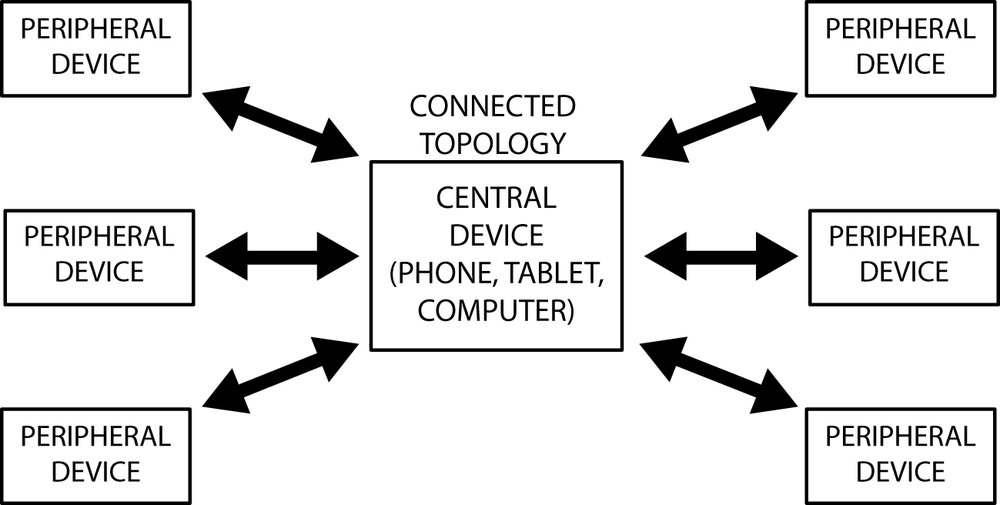 PERIPHERAL
DEVICE
PERIPHERAL
DEVICE
CONNECTED
TOPOLOGY
CENTRAL
DEVICE
(PHONE, TABLET,
COMPUTER)
PERIPHERAL
DEVICE
PERIPHERAL
DEVICE
PERIPHERAL
DEVICE
PERIPHERAL
DEVICE